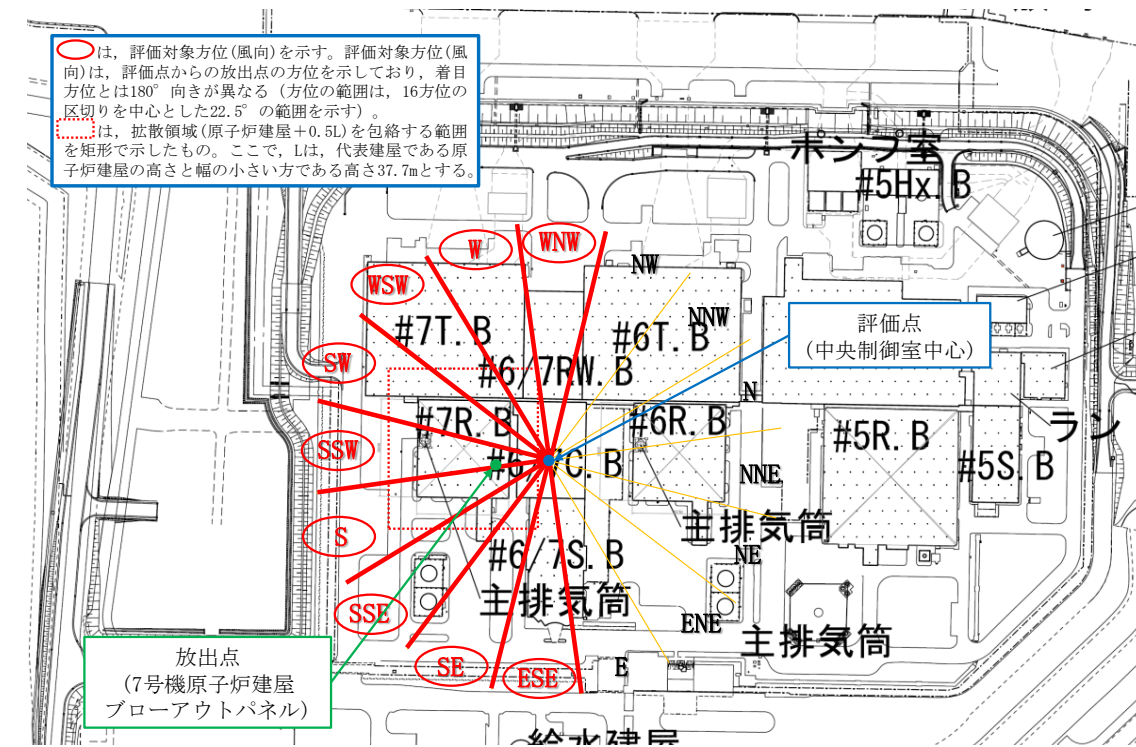 は，評価対象方位(風向)を示す。評価対象方位(風
向)は，評価点からの放出点の方位を示しており，着目
方位とは180°向きが異なる（方位の範囲は，16方位の
区切りを中心とした22.5°の範囲を示す）。
は，拡散領域(原子炉建屋＋0.5L)を包絡する範囲
を矩形で示したもの。ここで，Lは，代表建屋である原
子炉建屋の高さと幅の小さい方である高さ37.7mとする。
ポンプ室
#5Hx.B
W
WNW
NW
WSW
NNW
#7T.B
#6T.B
評価点
（中央制御室中心）
SW
#6/7RW.B
N
#7R.B
#6R.B
#5R.B
ラン
SSW
#6/7C.B
#5S.B
NNE
主排気筒
S
#6/7S.B
NE
主排気筒
SSE
ENE
主排気筒
放出点
（7号機原子炉建屋
ブローアウトパネル）
SE
ESE
E
給水建屋